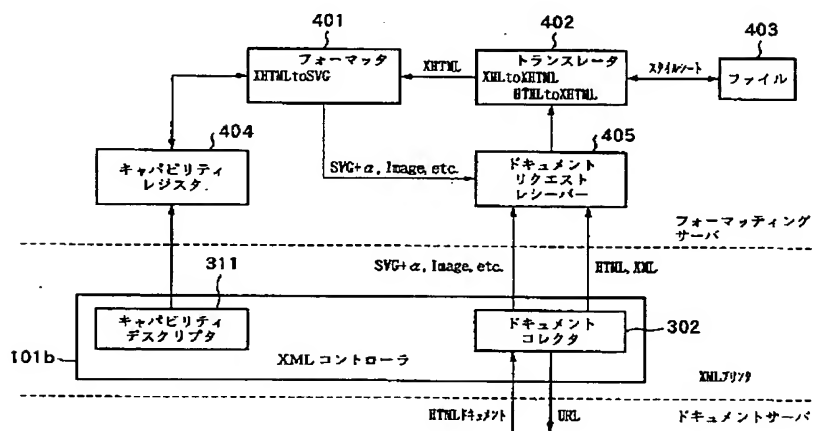 401
402
403
フォーマッタ
XHTMLtoSVG
XHTML
トランスレータ
XMLtoXHTML
HTMLtoXHTML
スタイルシート
ファイル
404
405
キャパビリティ
レジスタ.
SVG+α, Image, etc.
ドキュメント
リクエスト
レシーバー
フォーマッティング
サーバ
SVG+α, Image, etc.
HTML, XML
311
キャパビリティ
デスクリプタ
ドキュメント
コレクタ
302
101b
XMLコントローラ
XMLプリンタ
HTMLドキュメント
URL
ドキュメントサーバ